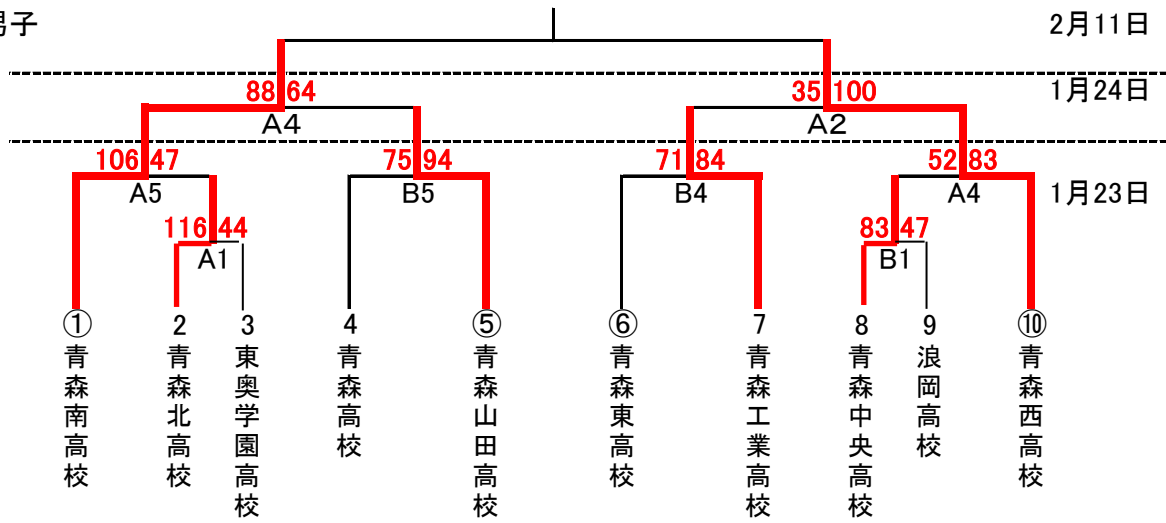 男子
2月11日
88 64
35 100
1月24日
A4
A2
106 47
75 94
71 84
52 83
A5
B5
B4
A4
1月23日
116 44
83 47
A1
B1
① 2 3 4 ⑤ ⑥ 7 8 9 ⑩
青森南高校
青森北高校
東奥学園高校
青森高校
青森山田高校
青森東高校
青森工業高校
青森中央高校
浪岡高校
青森西高校